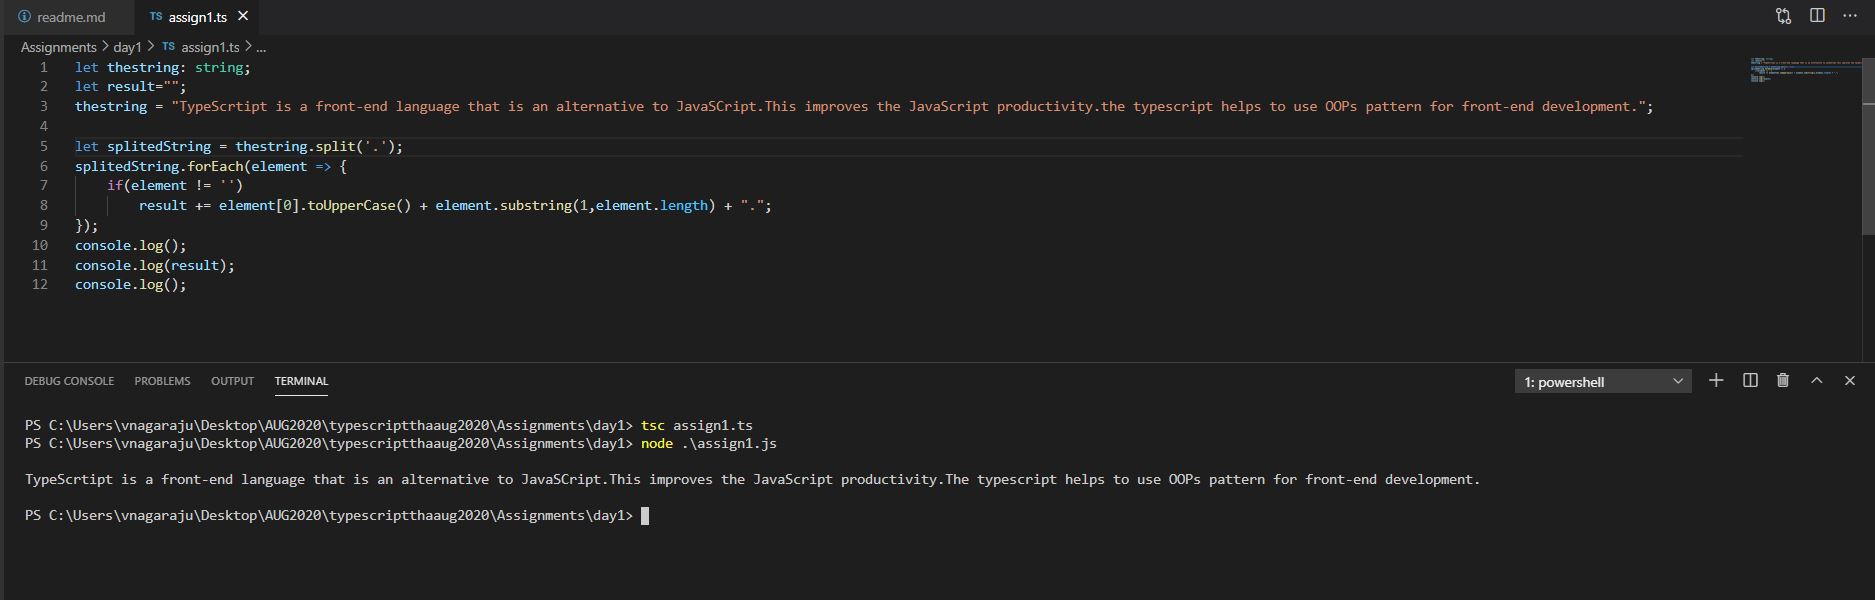 readme.md
TS assign1.ts
Assignments > day1 > TS assign1.ts > ...
1 let thestring: string;
2 let result="";
3 thestring = "TypeScrtipt is a front-end language that is an alternative to JavaSCript.This improves the JavaScript productivity.the typescript helps to use OOPs pattern for front-end development.";
4
5 let splitedString = thestring.split('.');
6 splitedString.forEach(element => {
7 if(element != '')
8 result += element[0].toUpperCase() + element.substring(1,element.length) + ".";
9 });
10 console.log();
11 console.log(result);
12 console.log();
DEBUG CONSOLE PROBLEMS OUTPUT TERMINAL
1: powershell
PS C:\Users\vnagaraju\Desktop\AUG2020\typescriptthaaug2020\Assignments\day1> tsc assign1.ts
PS C:\Users\vnagaraju\Desktop\AUG2020\typescriptthaaug2020\Assignments\day1> node .\assign1.js
TypeScrtipt is a front-end language that is an alternative to JavaSCript.This improves the JavaScript productivity.The typescript helps to use OOPs pattern for front-end development.
PS C:\Users\vnagaraju\Desktop\AUG2020\typescriptthaaug2020\Assignments\day1>